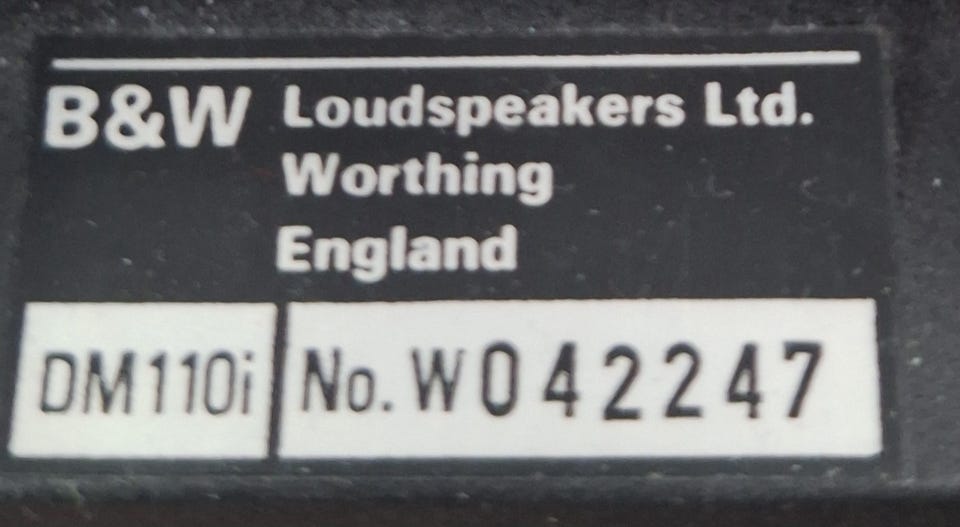 B&W Loudspeakers Ltd.
Worthing
England
DM110i No. W042247